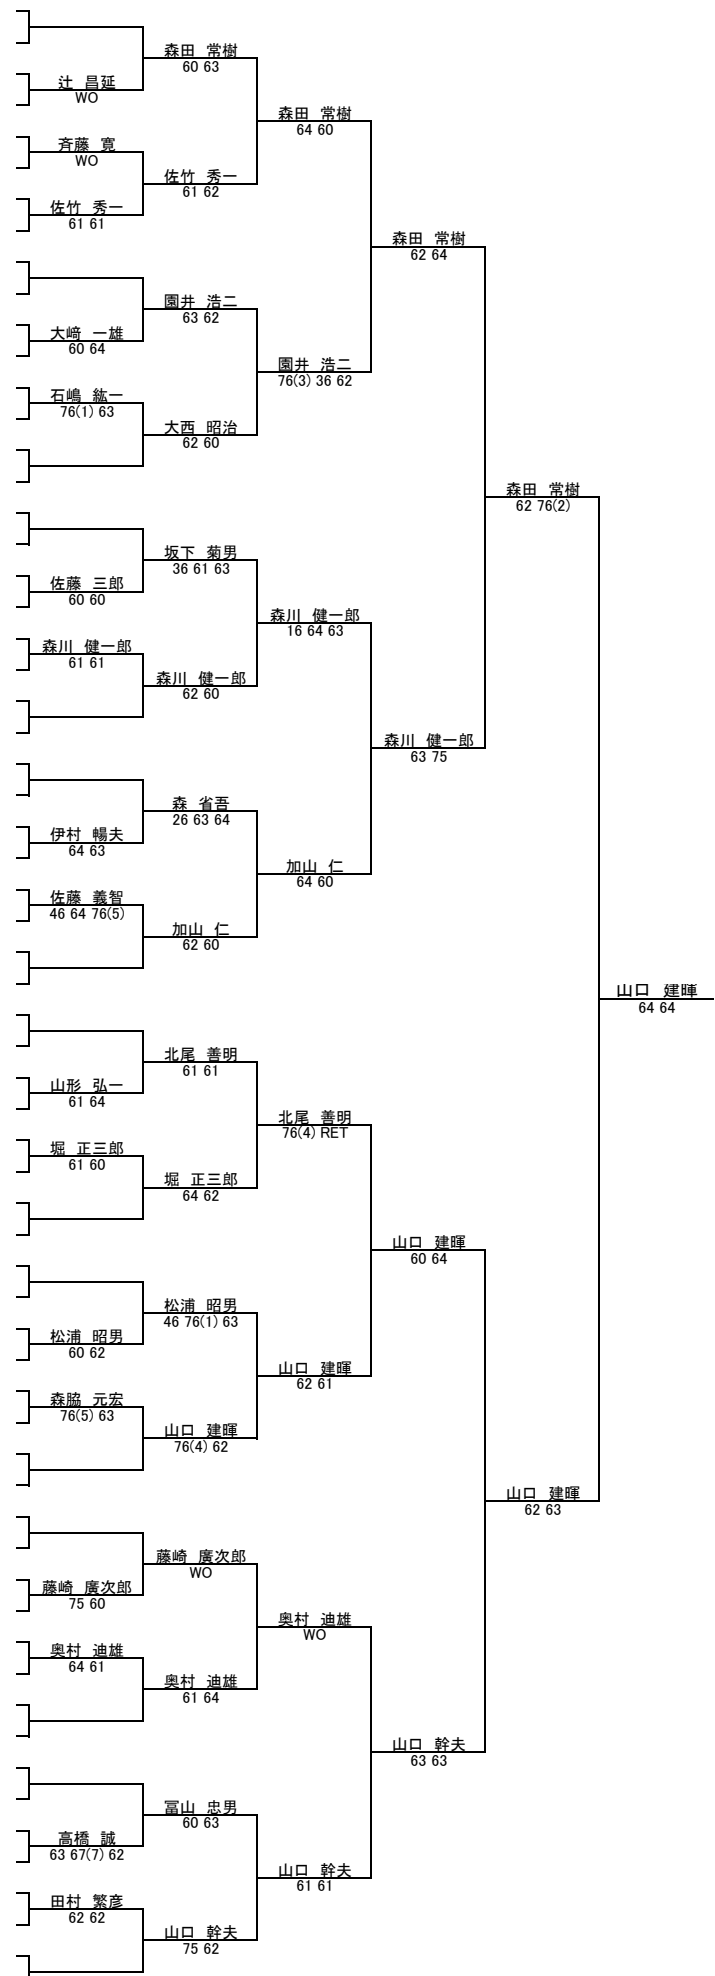 森田 常樹
60 63
辻 昌延
WO
森田 常樹
64 60
斉藤 寛
WO
佐竹 秀一
61 62
佐竹 秀一
61 61
森田 常樹
62 64
園井 浩二
63 62
大﨑 一雄
60 64
園井 浩二
76(3) 36 62
石嶋 紘一
76(1) 63
大西 昭治
62 60
森田 常樹
62 76(2)
坂下 菊男
36 61 63
佐藤 三郎
60 60
森川 健一郎
16 64 63
森川 健一郎
61 61
森川 健一郎
62 60
森川 健一郎
63 75
森 省吾
26 63 64
伊村 暢夫
64 63
加山 仁
64 60
佐藤 義智
46 64 76(5)
加山 仁
62 60
山口 建暉
64 64
北尾 善明
61 61
山形 弘一
61 64
北尾 善明
76(4) RET
堀 正三郎
61 60
堀 正三郎
64 62
山口 建暉
60 64
松浦 昭男
46 76(1) 63
松浦 昭男
60 62
山口 建暉
62 61
森脇 元宏
76(5) 63
山口 建暉
76(4) 62
山口 建暉
62 63
藤崎 廣次郎
WO
藤崎 廣次郎
75 60
奥村 迪雄
WO
奥村 迪雄
64 61
奥村 迪雄
61 64
山口 幹夫
63 63
冨山 忠男
60 63
高橋 誠
63 67(7) 62
山口 幹夫
61 61
田村 繁彦
62 62
山口 幹夫
75 62